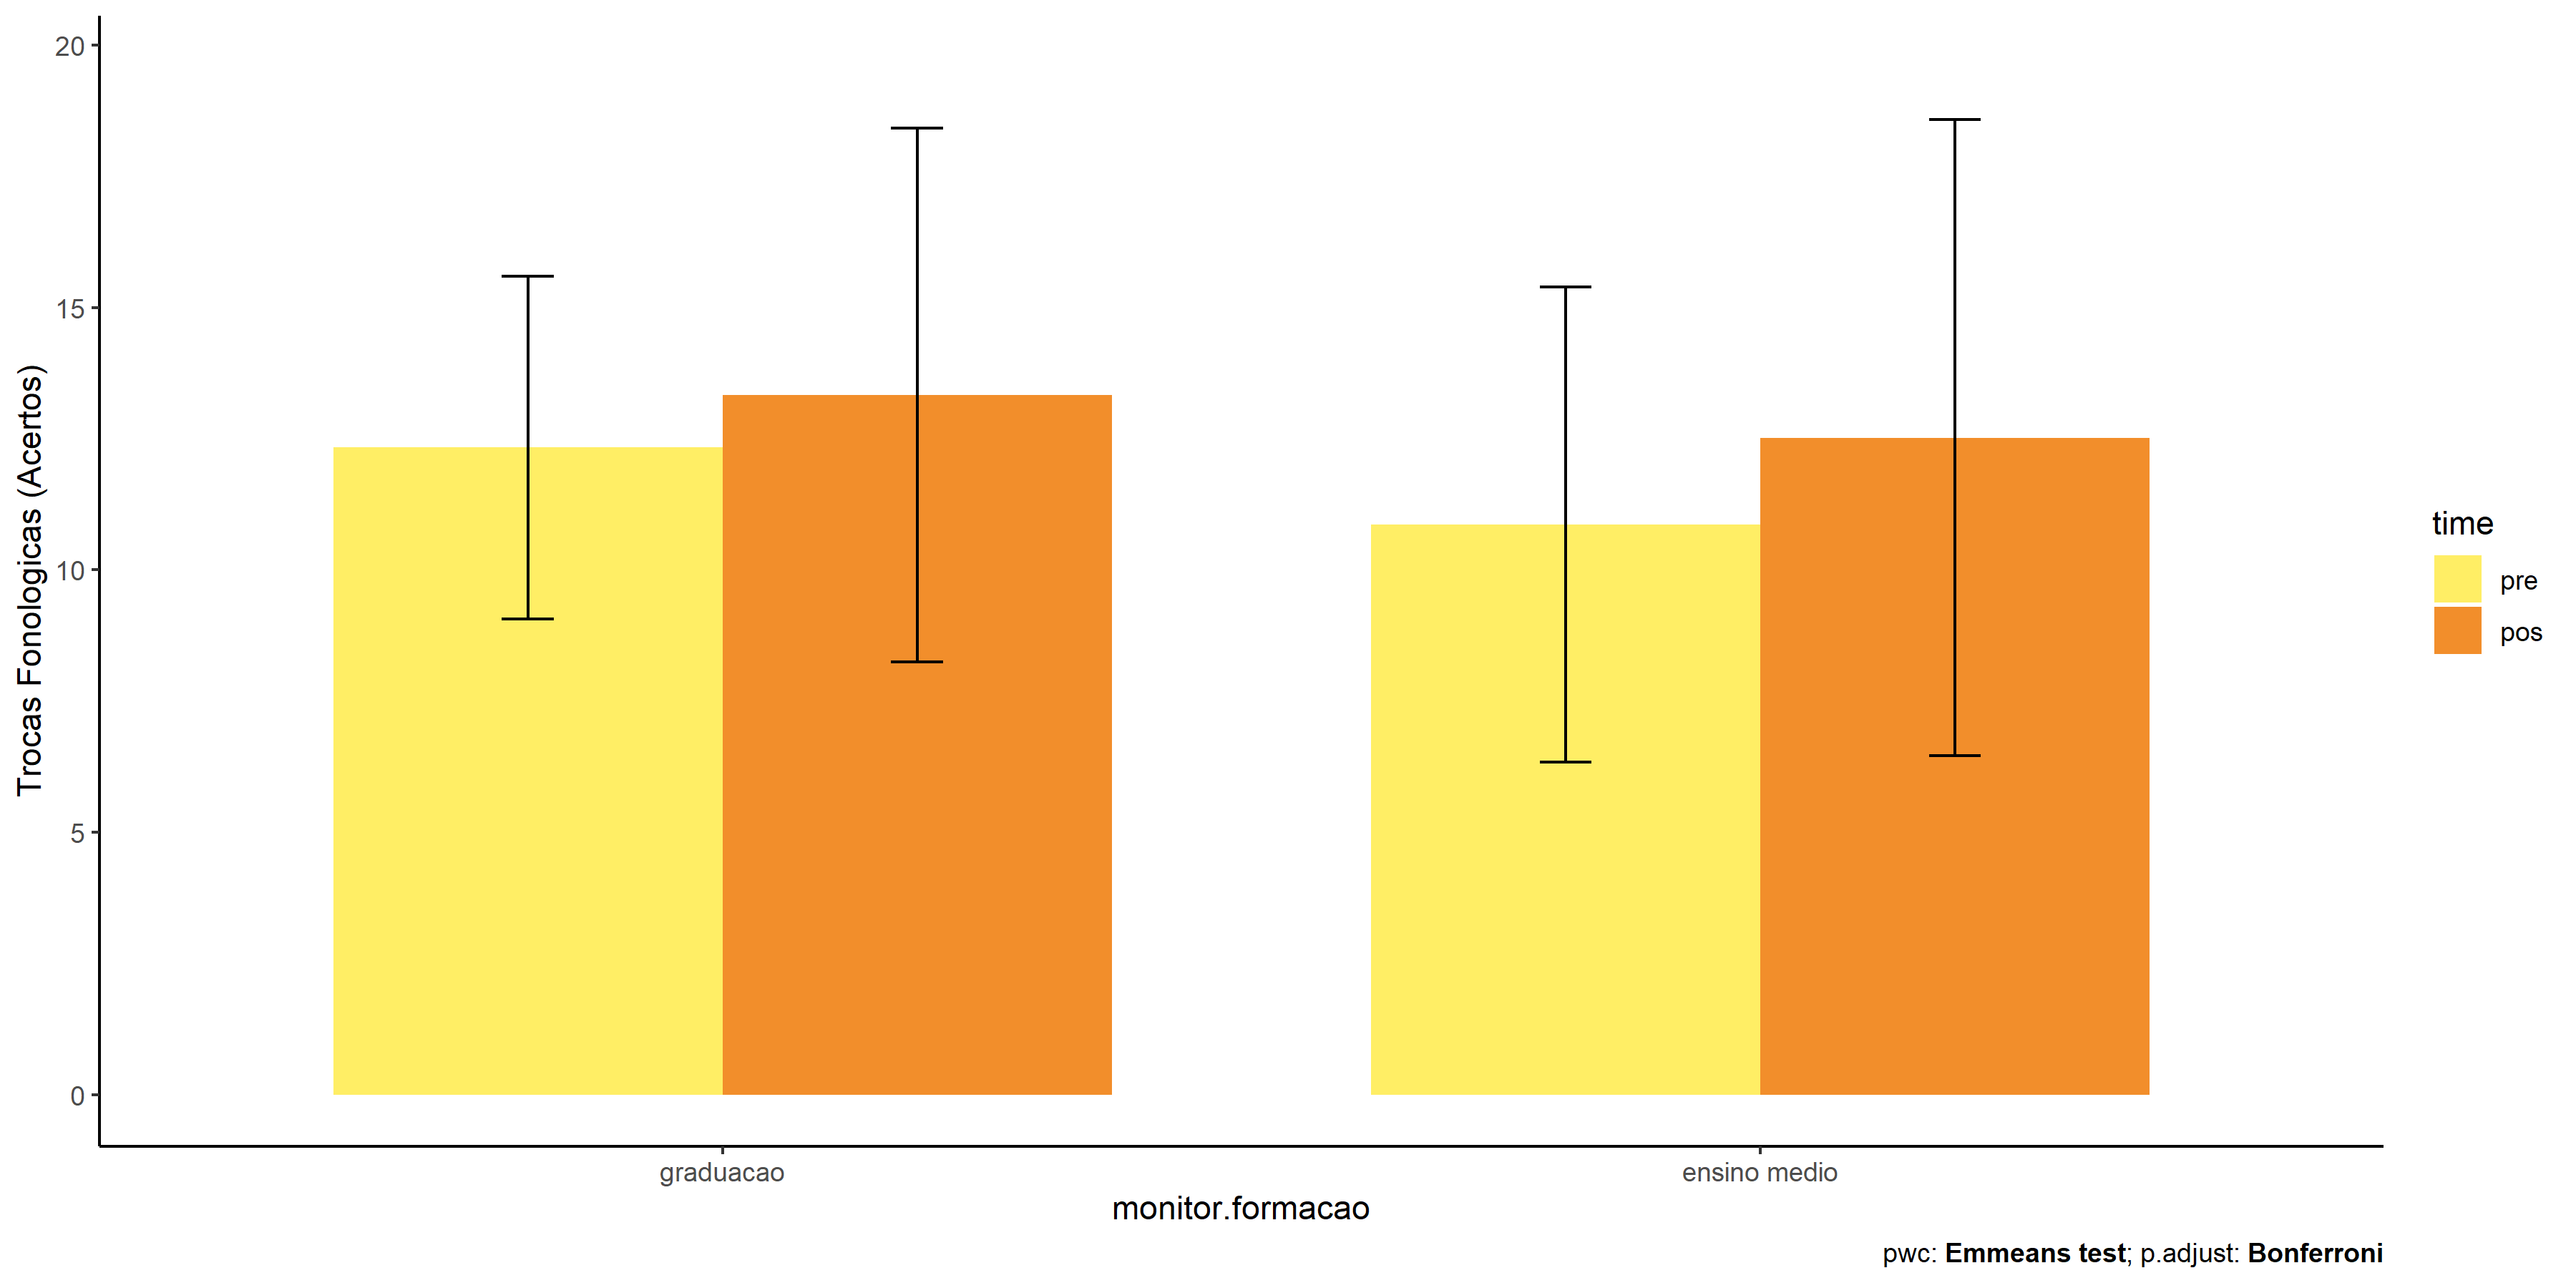 Trocas Fonologicas (Acertos)
20
15
10
5
0
graduacao
ensino medio
monitor.formacao
time
pre
pos
pwc: Emmeans test; p.adjust: Bonferroni